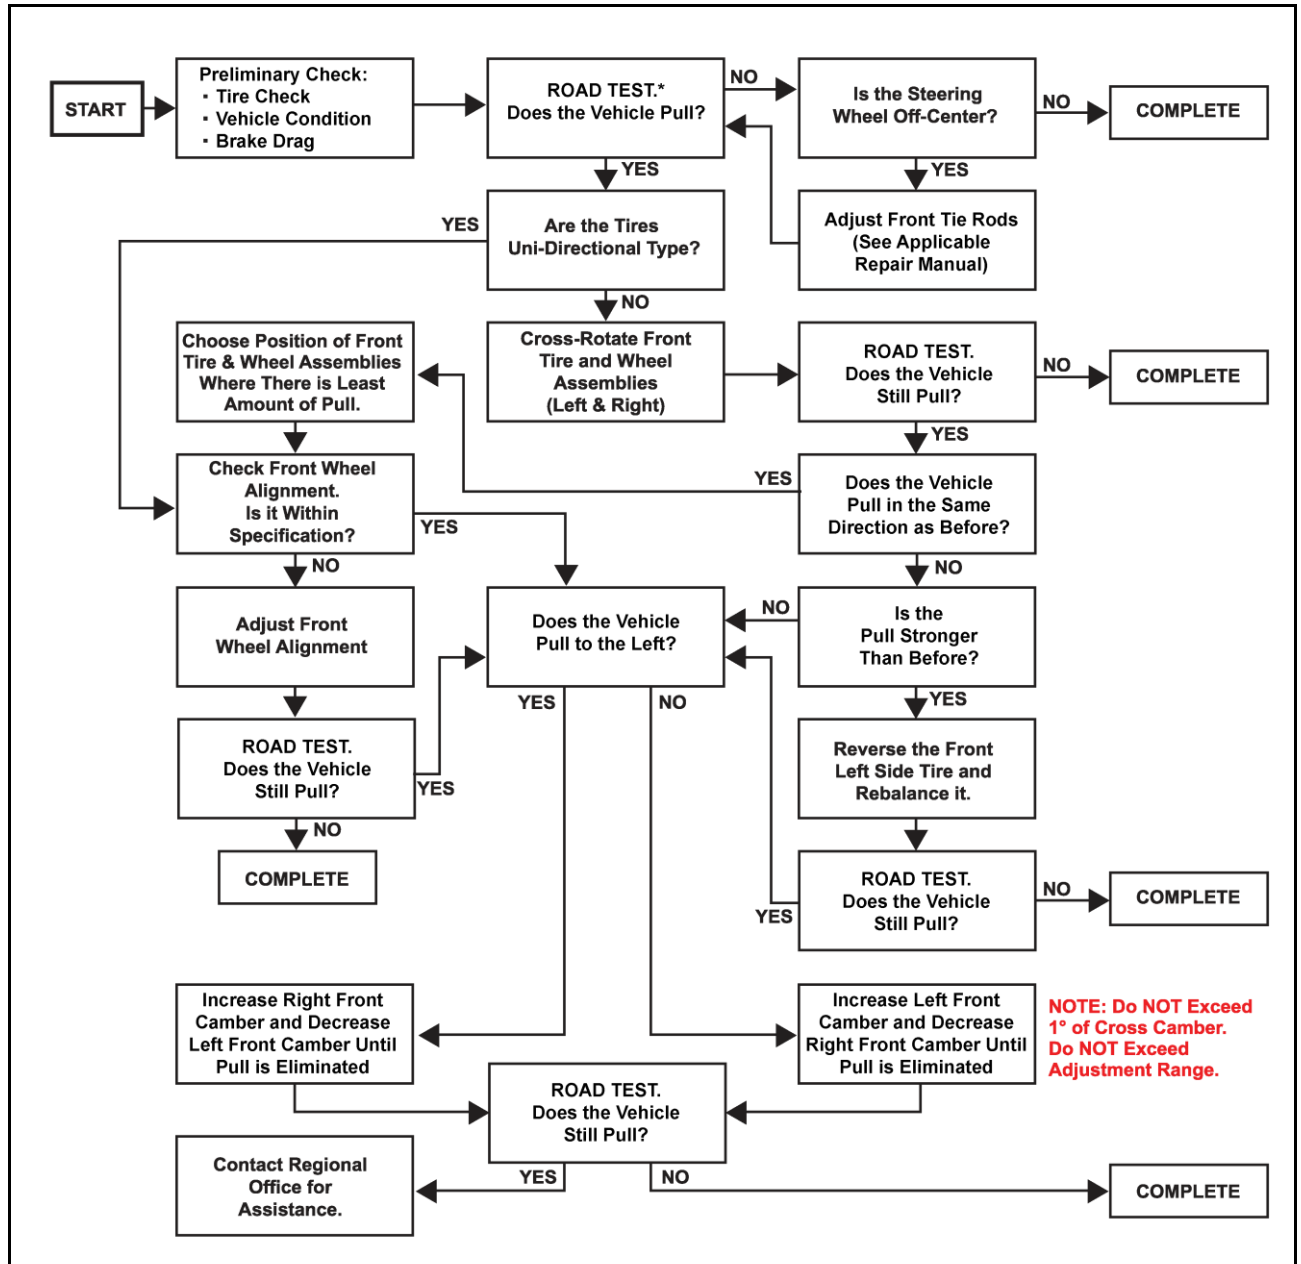 START
Preliminary Check:
· Tire Check
· Vehicle Condition
· Brake Drag
ROAD TEST.*
Does the Vehicle Pull?
NO
Is the Steering
Wheel Off-Center?
NO
COMPLETE
YES
YES
YES
Are the Tires
Uni-Directional Type?
Adjust Front Tie Rods
(See Applicable
Repair Manual)
NO
Choose Position of Front
Tire & Wheel Assemblies
Where There is Least
Amount of Pull.
Cross-Rotate Front
Tire and Wheel
Assemblies
(Left & Right)
ROAD TEST.
Does the Vehicle
Still Pull?
NO
COMPLETE
YES
Check Front Wheel
Alignment.
Is it Within
Specification?
YES
YES
Does the Vehicle
Pull in the Same
Direction as Before?
NO
NO
Adjust Front
Wheel Alignment
Does the Vehicle
Pull to the Left?
NO
Is the
Pull Stronger
Than Before?
YES
NO
YES
ROAD TEST.
Does the Vehicle
Still Pull?
YES
Reverse the Front
Left Side Tire and
Rebalance it.
NO
COMPLETE
ROAD TEST.
Does the Vehicle
Still Pull?
YES
NO
COMPLETE
Increase Right Front
Camber and Decrease
Left Front Camber Until
Pull is Eliminated
Increase Left Front
Camber and Decrease
Right Front Camber Until
Pull is Eliminated
NOTE: Do NOT Exceed
1° of Cross Camber.
Do NOT Exceed
Adjustment Range.
ROAD TEST.
Does the Vehicle
Still Pull?
YES
NO
Contact Regional
Office for
Assistance.
COMPLETE